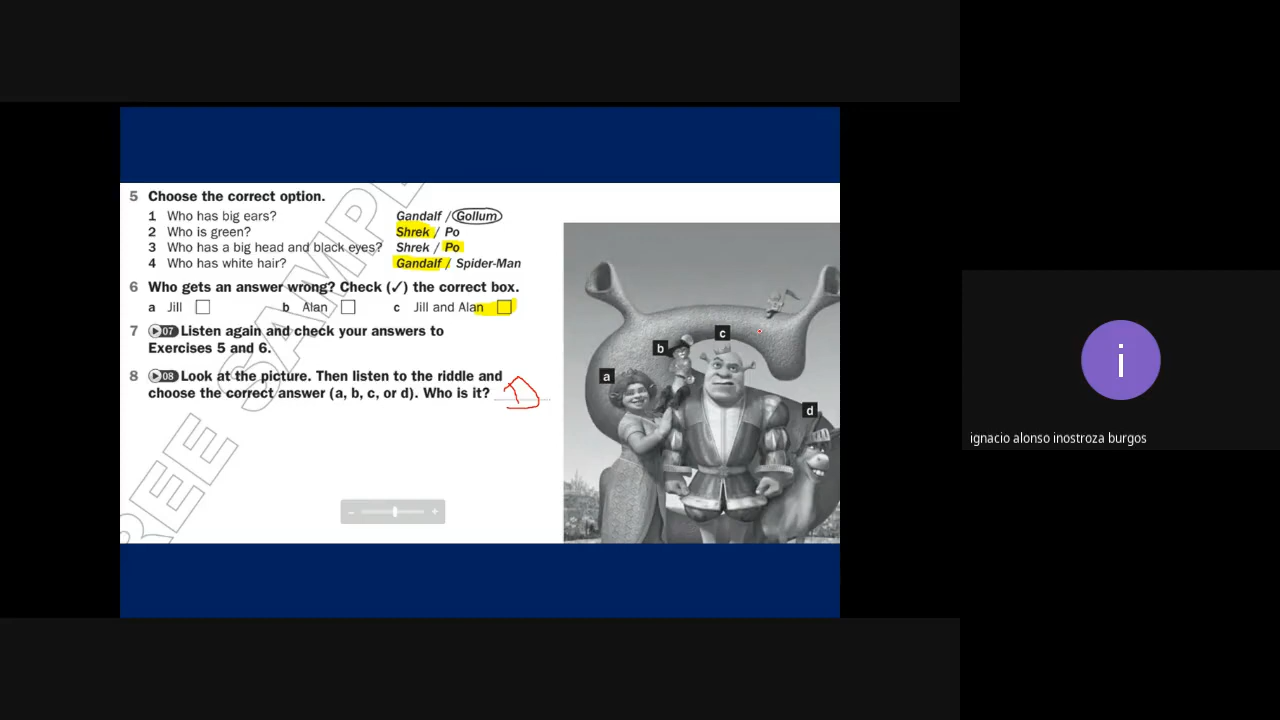 5 Choose the correct option.
1 Who has big ears? Gandalf / Gollum
2 Who is green? Shrek / Po
3 Who has a big head and black eyes? Shrek / Po
4 Who has white hair? Gandalf / Spider-Man
6 Who gets an answer wrong? Check (✓) the correct box.
a Jill b Alan c Jill and Alan
7 07 Listen again and check your answers to
Exercises 5 and 6.
8 08 Look at the picture. Then listen to the riddle and
choose the correct answer (a, b, c, or d). Who is it? D
FREE SAMPLE
c
b
a
d
i
ignacio alonso inostroza burgos